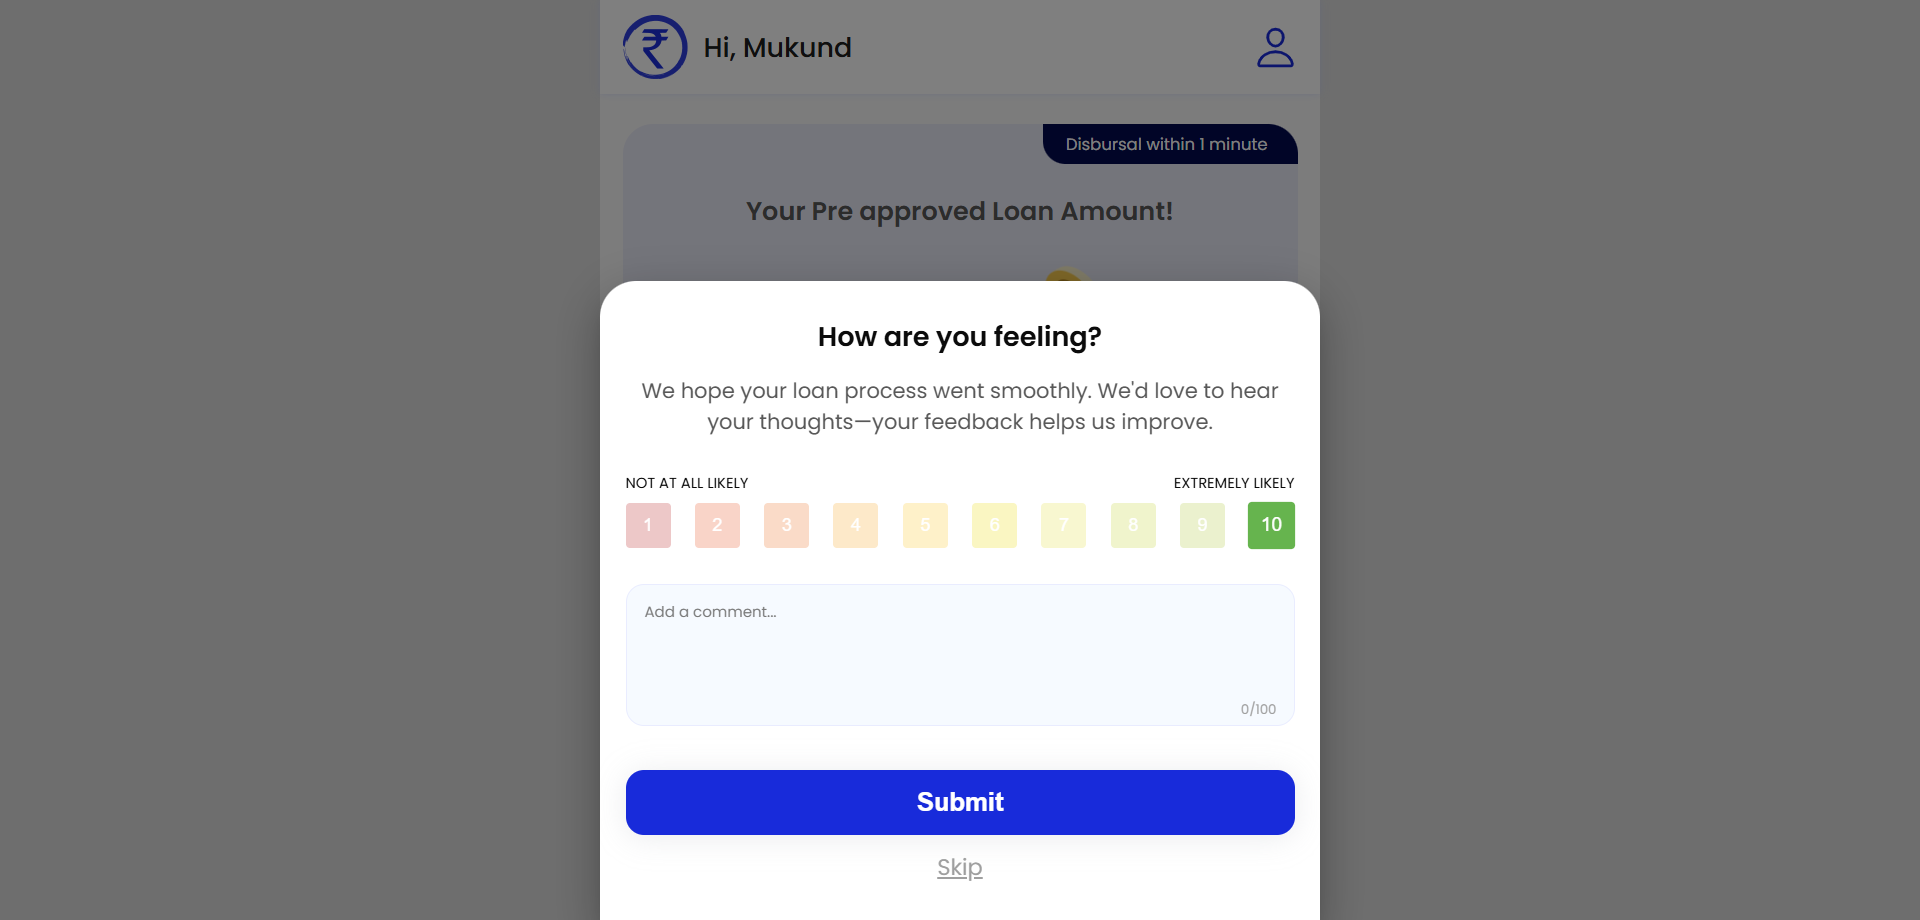 ₹
Hi, Mukund
Disbursal within 1 minute
Your Pre approved Loan Amount!
How are you feeling?
We hope your loan process went smoothly. We'd love to hear
your thoughts—your feedback helps us improve.
NOT AT ALL LIKELY EXTREMELY LIKELY
1 2 3 4 5 6 7 8 9 10
Add a comment...
0/100
Submit
Skip